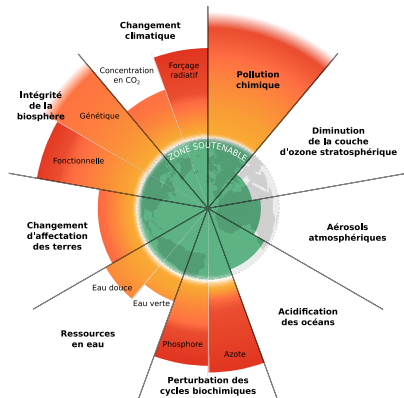 Changement
climatique
Concentration
en CO₂
Forçage
radiatif
Pollution
chimique
Intégrité
de la
biosphère
Génétique
Fonctionnelle
ZONE SOUTENABLE
Diminution
de la couche
d'ozone stratosphérique
Changement
d'affectation
des terres
Aérosols
atmosphériques
Eau douce
Eau verte
Acidification
des océans
Ressources
en eau
Phosphore
Azote
Perturbation des
cycles biochimiques